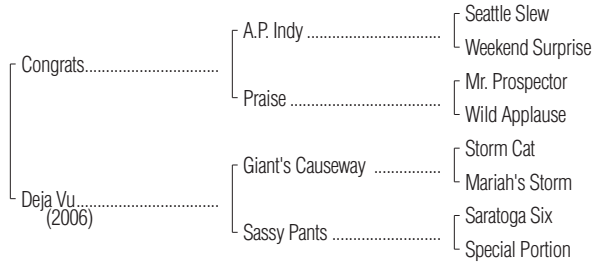 Seattle Slew
A.P. Indy
Weekend Surprise
Congrats
Mr. Prospector
Praise
Wild Applause
Storm Cat
Giant's Causeway
Mariah's Storm
Deja Vu
(2006)
Saratoga Six
Sassy Pants
Special Portion